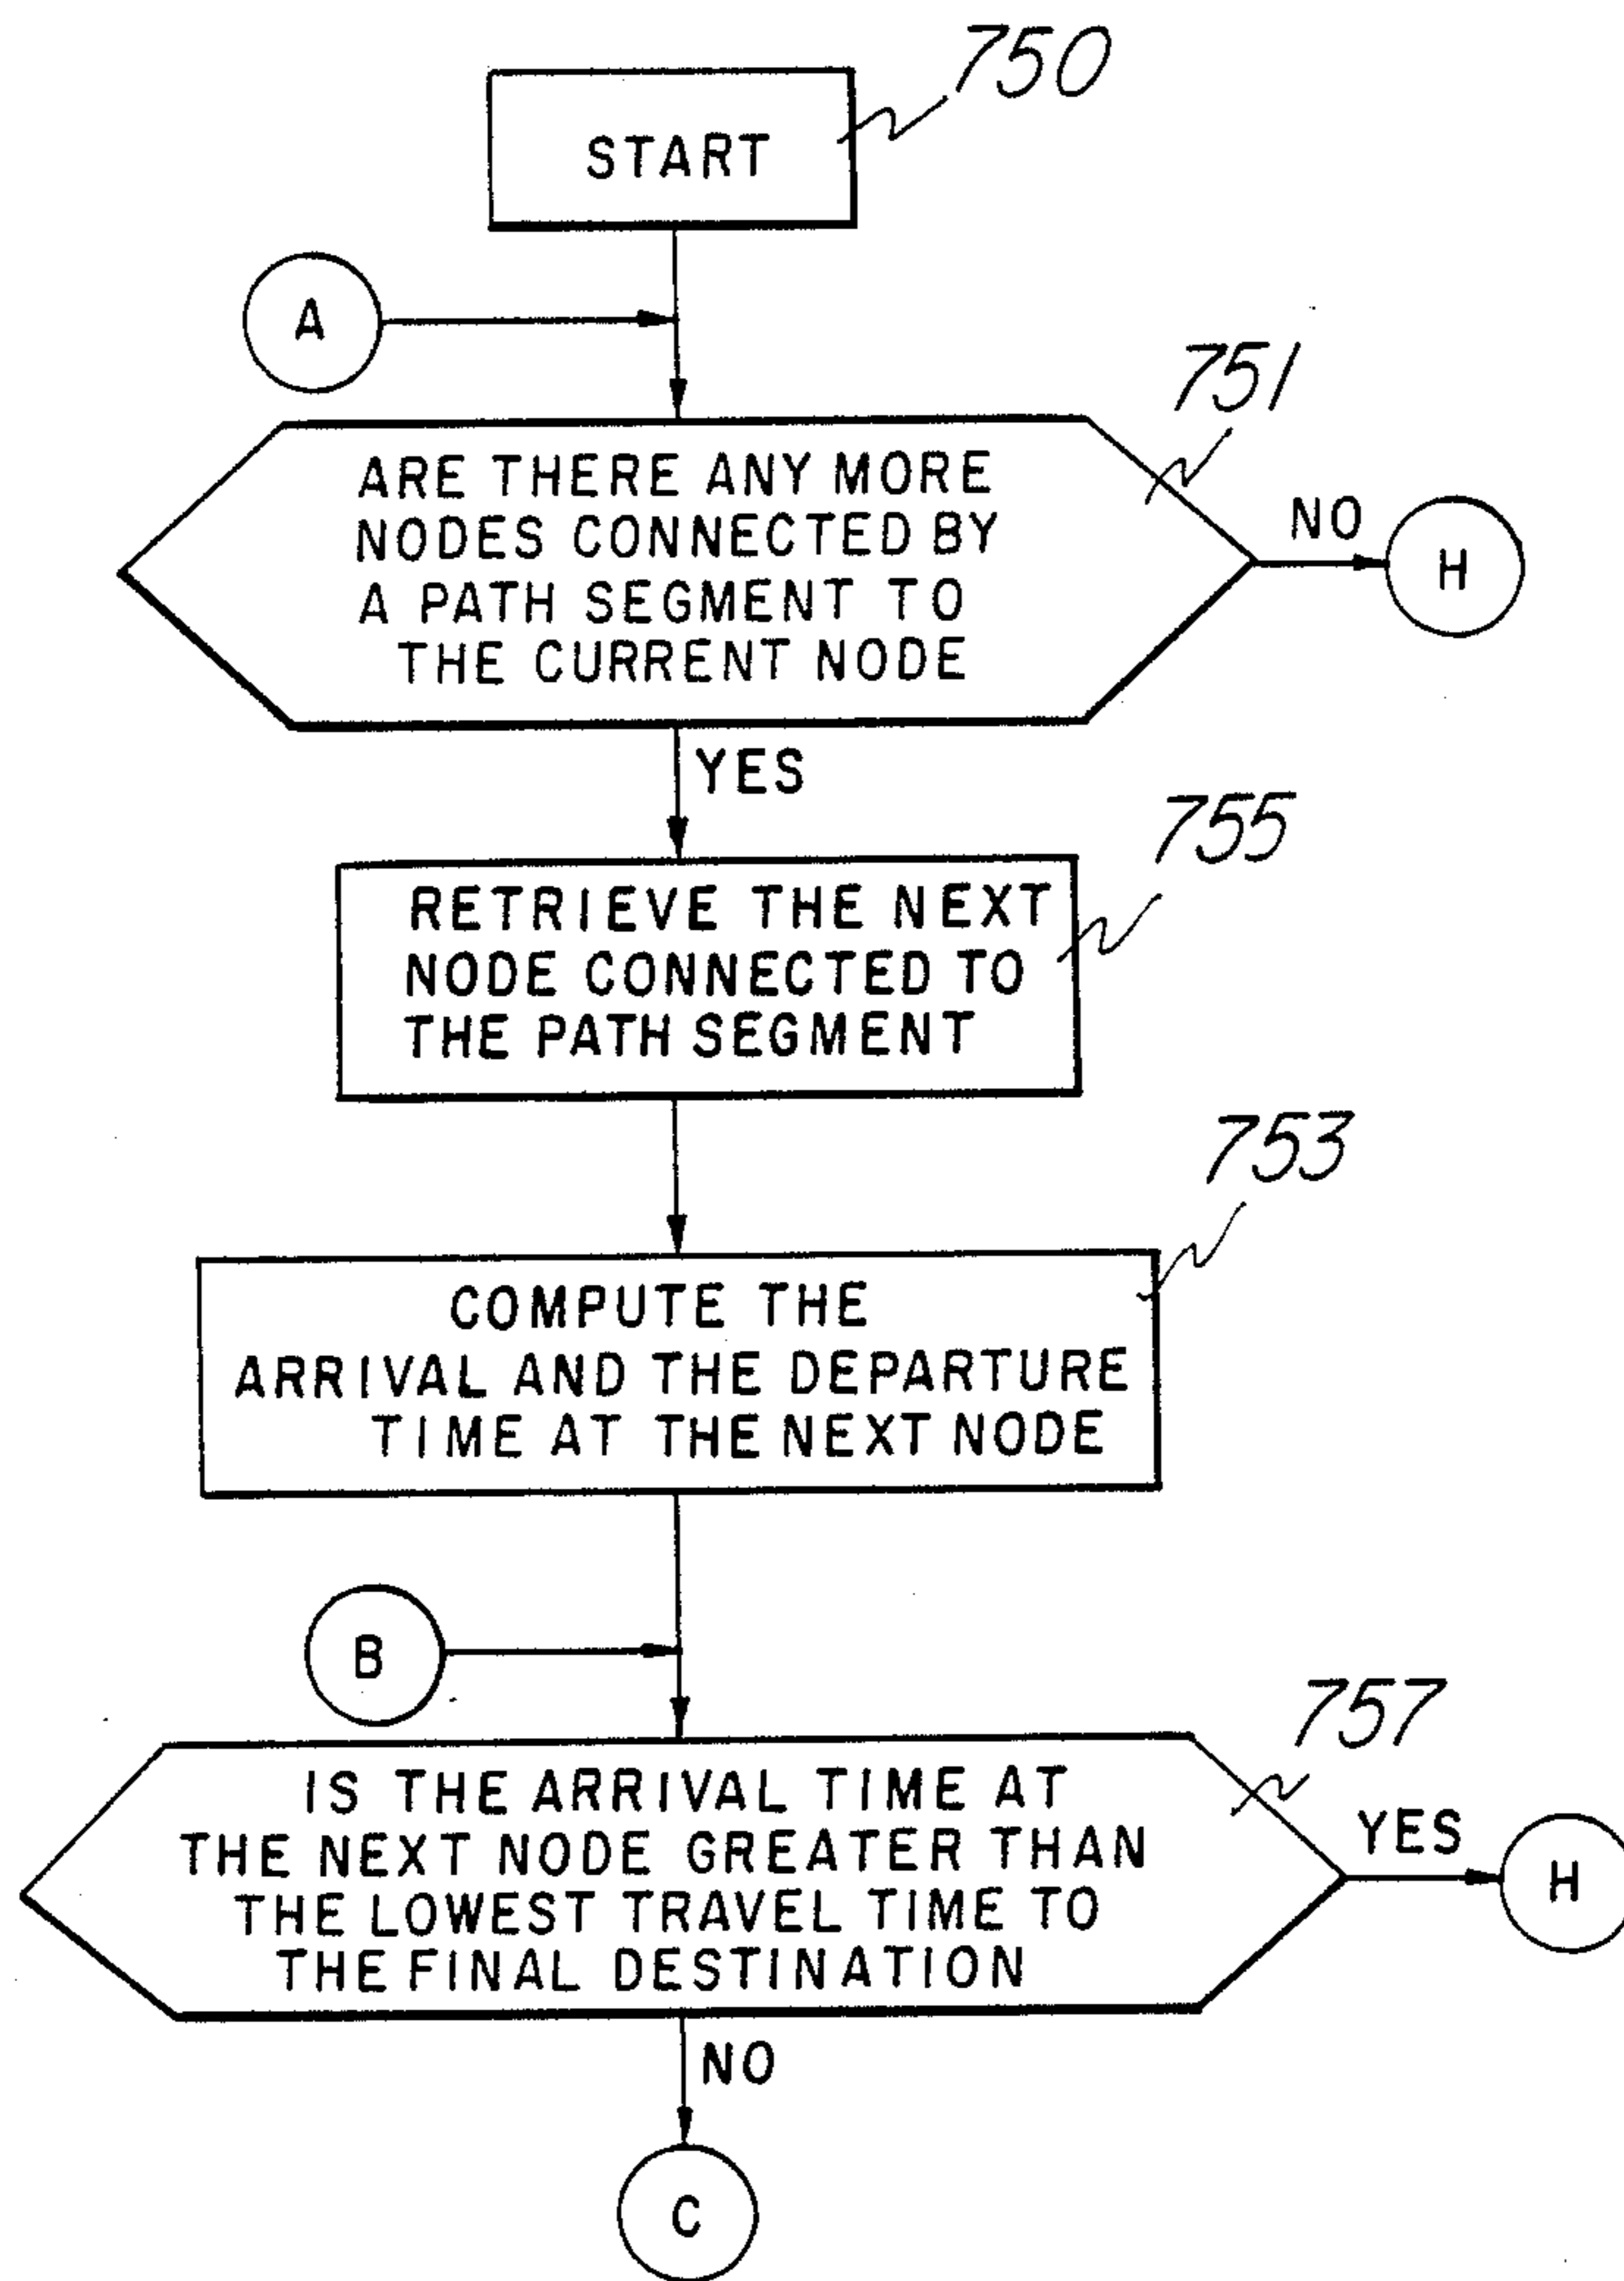 750
START
A
751
ARE THERE ANY MORE
NODES CONNECTED BY
A PATH SEGMENT TO
THE CURRENT NODE
NO
H
YES
755
RETRIEVE THE NEXT
NODE CONNECTED TO
THE PATH SEGMENT
753
COMPUTE THE
ARRIVAL AND THE DEPARTURE
TIME AT THE NEXT NODE
B
757
IS THE ARRIVAL TIME AT
THE NEXT NODE GREATER THAN
THE LOWEST TRAVEL TIME TO
THE FINAL DESTINATION
YES
H
NO
C